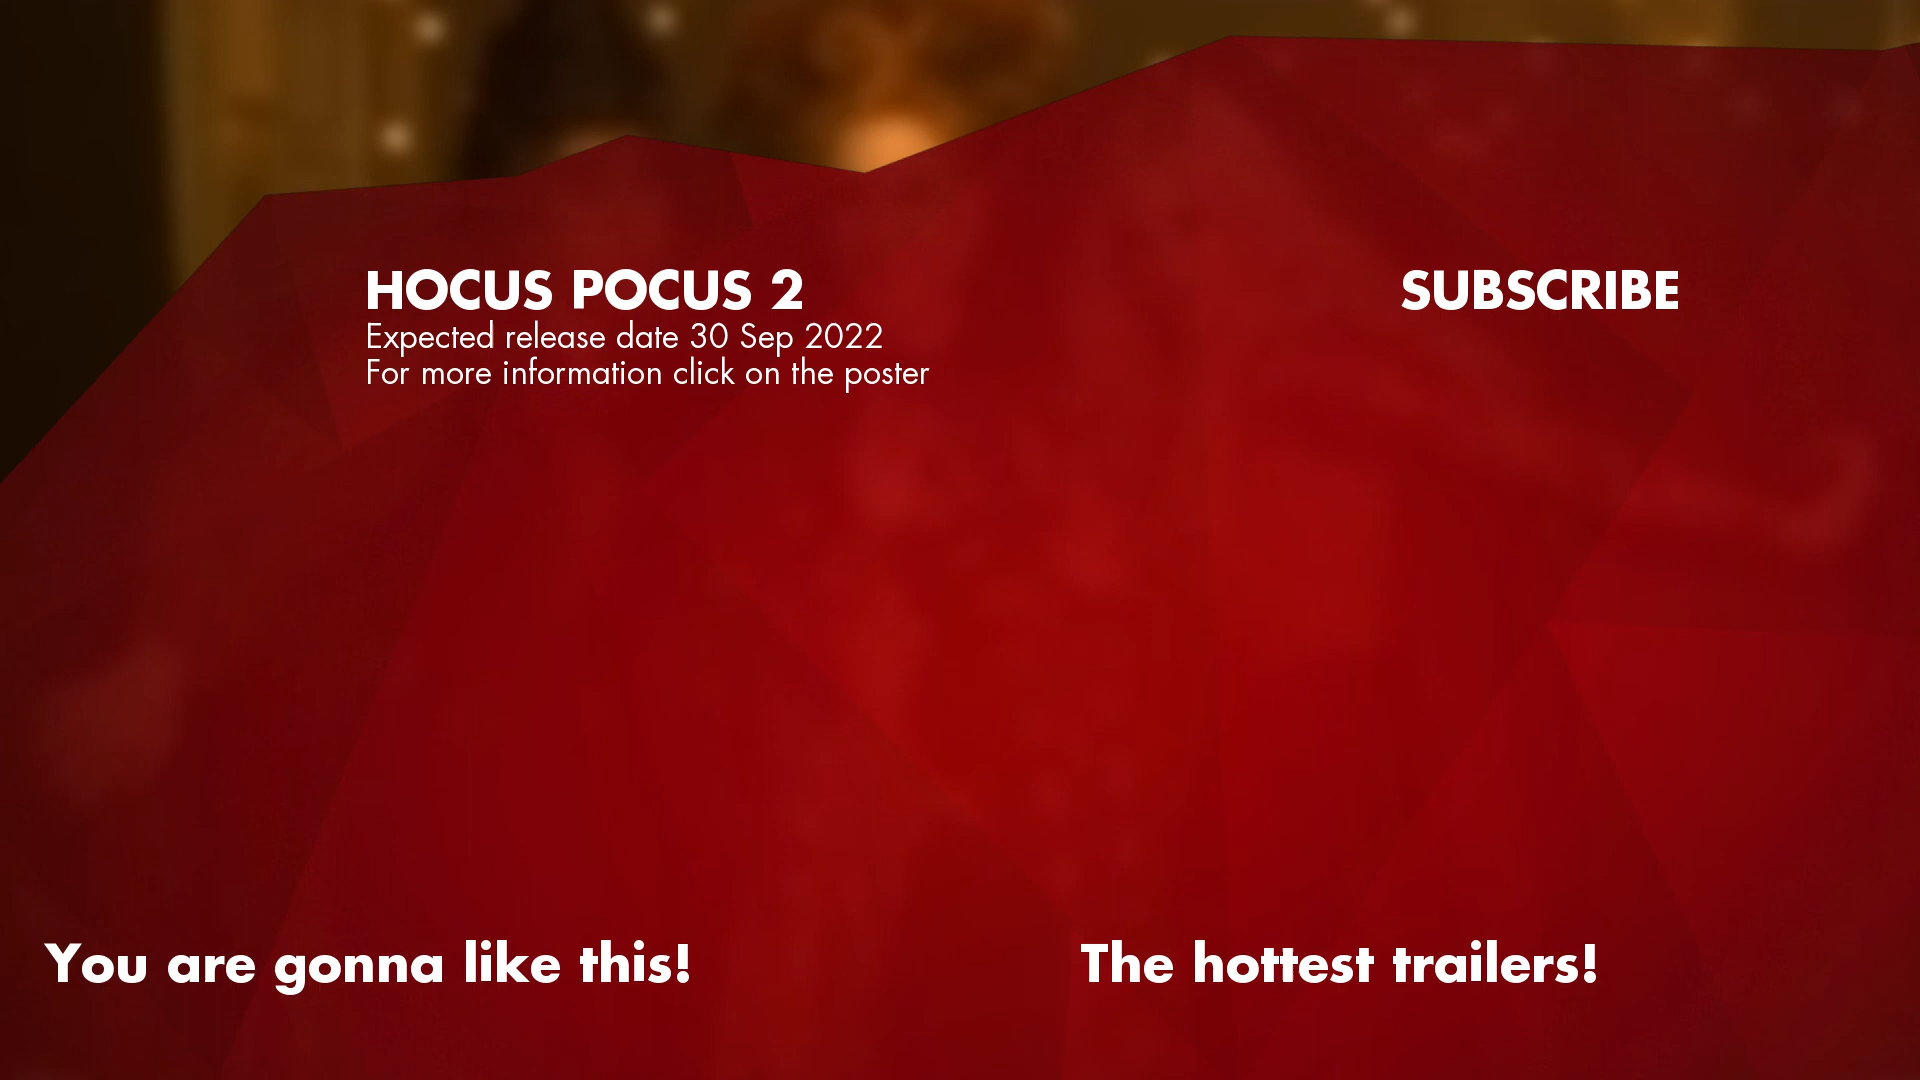 HOCUS POCUS 2
Expected release date 30 Sep 2022
For more information click on the poster
SUBSCRIBE
You are gonna like this!
The hottest trailers!